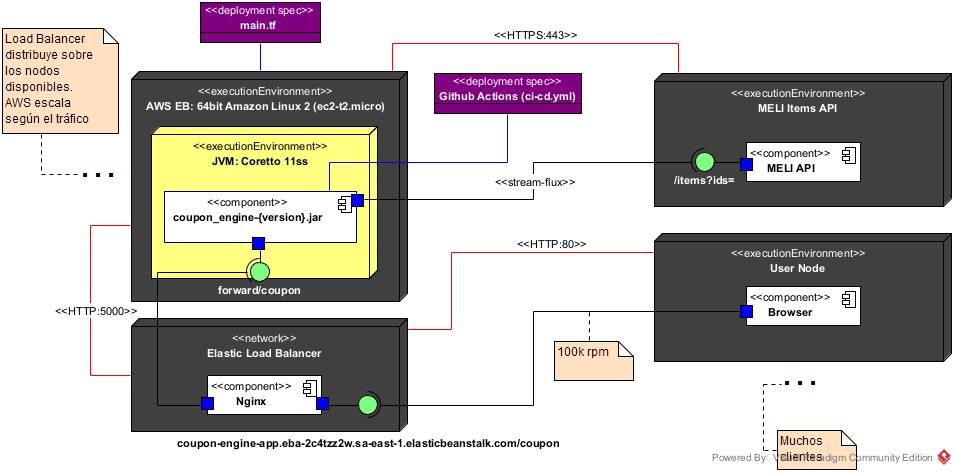 <<deployment spec>>
main.tf
Load Balancer
distribuye sobre
los nodos
disponibles.
AWS escala
según el tráfico
<<HTTPS:443>>
<<executionEnvironment>>
AWS EB: 64bit Amazon Linux 2 (ec2-t2.micro)
<<deployment spec>>
Github Actions (ci-cd.yml)
<<executionEnvironment>>
MELI Items API
<<executionEnvironment>>
JVM: Coretto 11ss
<<component>>
MELI API
/items?ids=
<<stream-flux>>
<<component>>
coupon_engine-{version}.jar
forward/coupon
<<HTTP:80>>
<<executionEnvironment>>
User Node
<<component>>
Browser
<<HTTP:5000>>
<<network>>
Elastic Load Balancer
100k rpm
<<component>>
Nginx
coupon-engine-app.eba-2c4tzz2w.sa-east-1.elasticbeanstalk.com/coupon
Muchos
clientes
Powered By: Visual Paradigm Community Edition